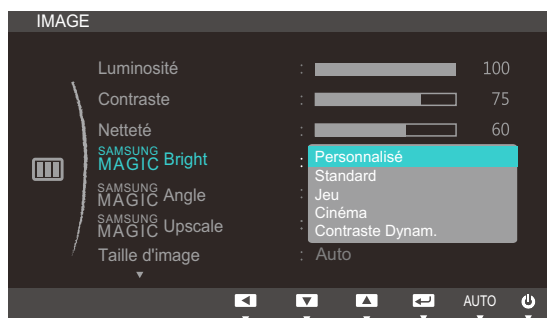 IMAGE
Luminosité : 100
Contraste : 75
Netteté : 60
SAMSUNG MAGIC Bright : Personnalisé
Standard
SAMSUNG MAGIC Angle : Jeu
Cinéma
SAMSUNG MAGIC Upscale : Contraste Dynam.
Taille d'image : Auto
AUTO